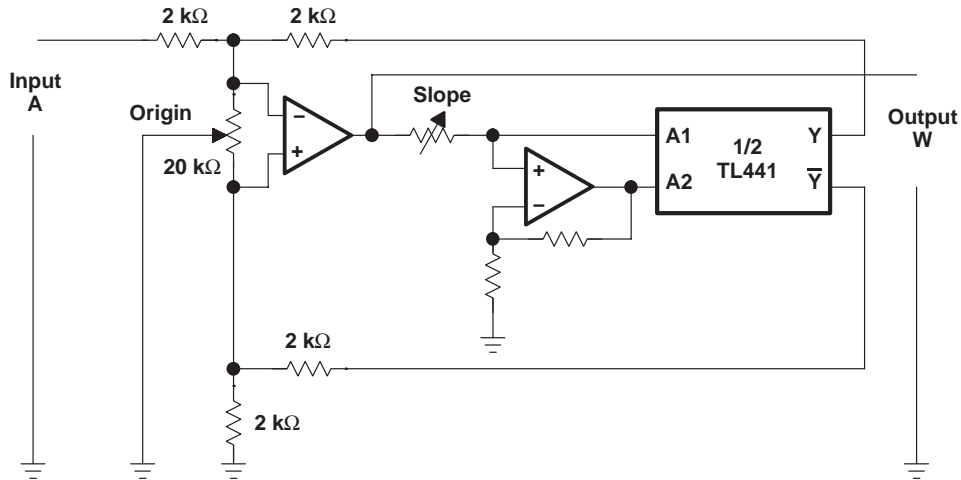 2 kΩ
2 kΩ
Input
A
Origin
20 kΩ
−
+
Slope
+
−
A1
A2
1/2
TL441
Y
Y̅
Output
W
2 kΩ
2 kΩ